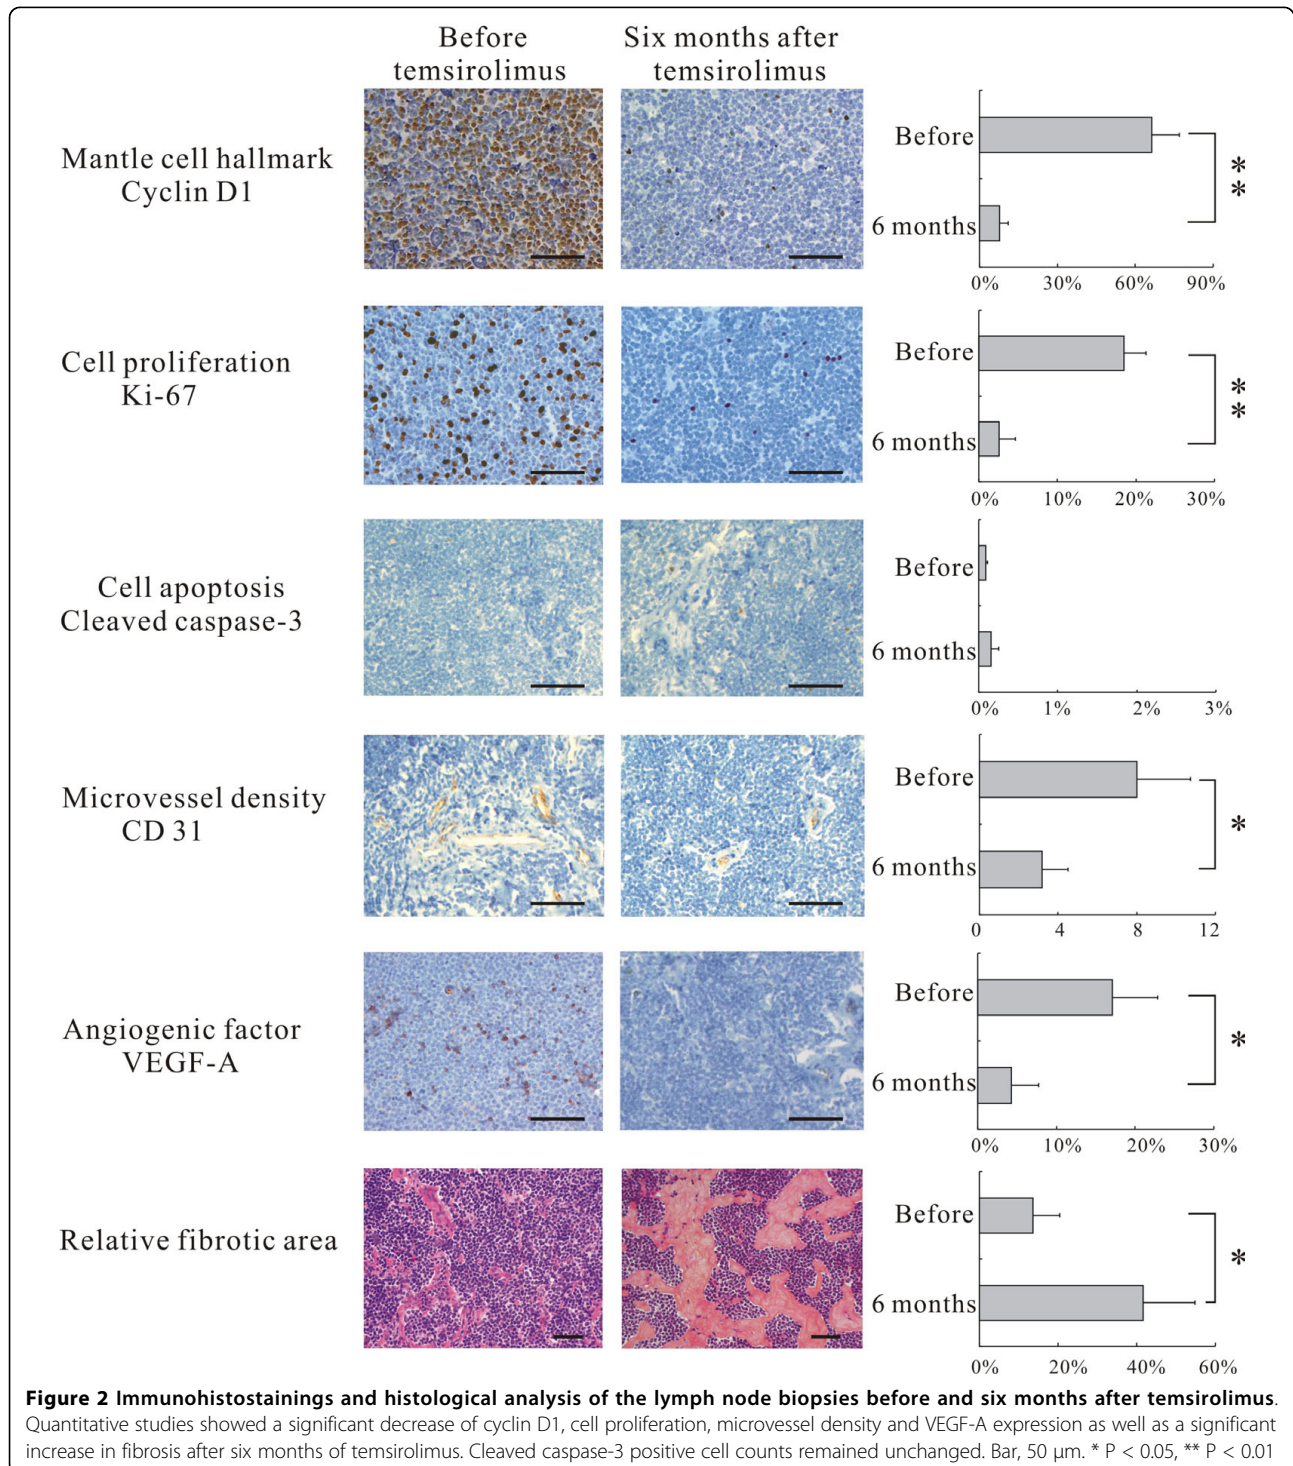 Before
temsirolimus
Six months after
temsirolimus
Mantle cell hallmark
Cyclin D1
Before
6 months
**
0% 30% 60% 90%
Cell proliferation
Ki-67
Before
6 months
**
0% 10% 20% 30%
Cell apoptosis
Cleaved caspase-3
Before
6 months
0% 1% 2% 3%
Microvessel density
CD 31
Before
6 months
*
0 4 8 12
Angiogenic factor
VEGF-A
Before
6 months
*
0% 10% 20% 30%
Relative fibrotic area
Before
6 months
*
0% 20% 40% 60%
Figure 2 Immunohistostainings and histological analysis of the lymph node biopsies before and six months after temsirolimus.
Quantitative studies showed a significant decrease of cyclin D1, cell proliferation, microvessel density and VEGF-A expression as well as a significant
increase in fibrosis after six months of temsirolimus. Cleaved caspase-3 positive cell counts remained unchanged. Bar, 50 μm. * P < 0.05, ** P < 0.01